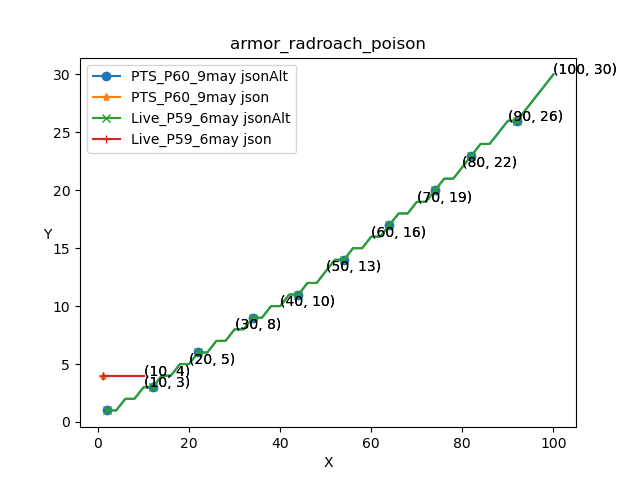 armor_radroach_poison
PTS_P60_9may jsonAlt
PTS_P60_9may json
Live_P59_6may jsonAlt
Live_P59_6may json
(100, 30)
(90, 26)
(80, 22)
(70, 19)
(60, 16)
(50, 13)
(40, 10)
(30, 8)
(20, 5)
(10, 4)
(10, 3)
30
25
20
15
10
5
0
Y
0 20 40 60 80 100
X